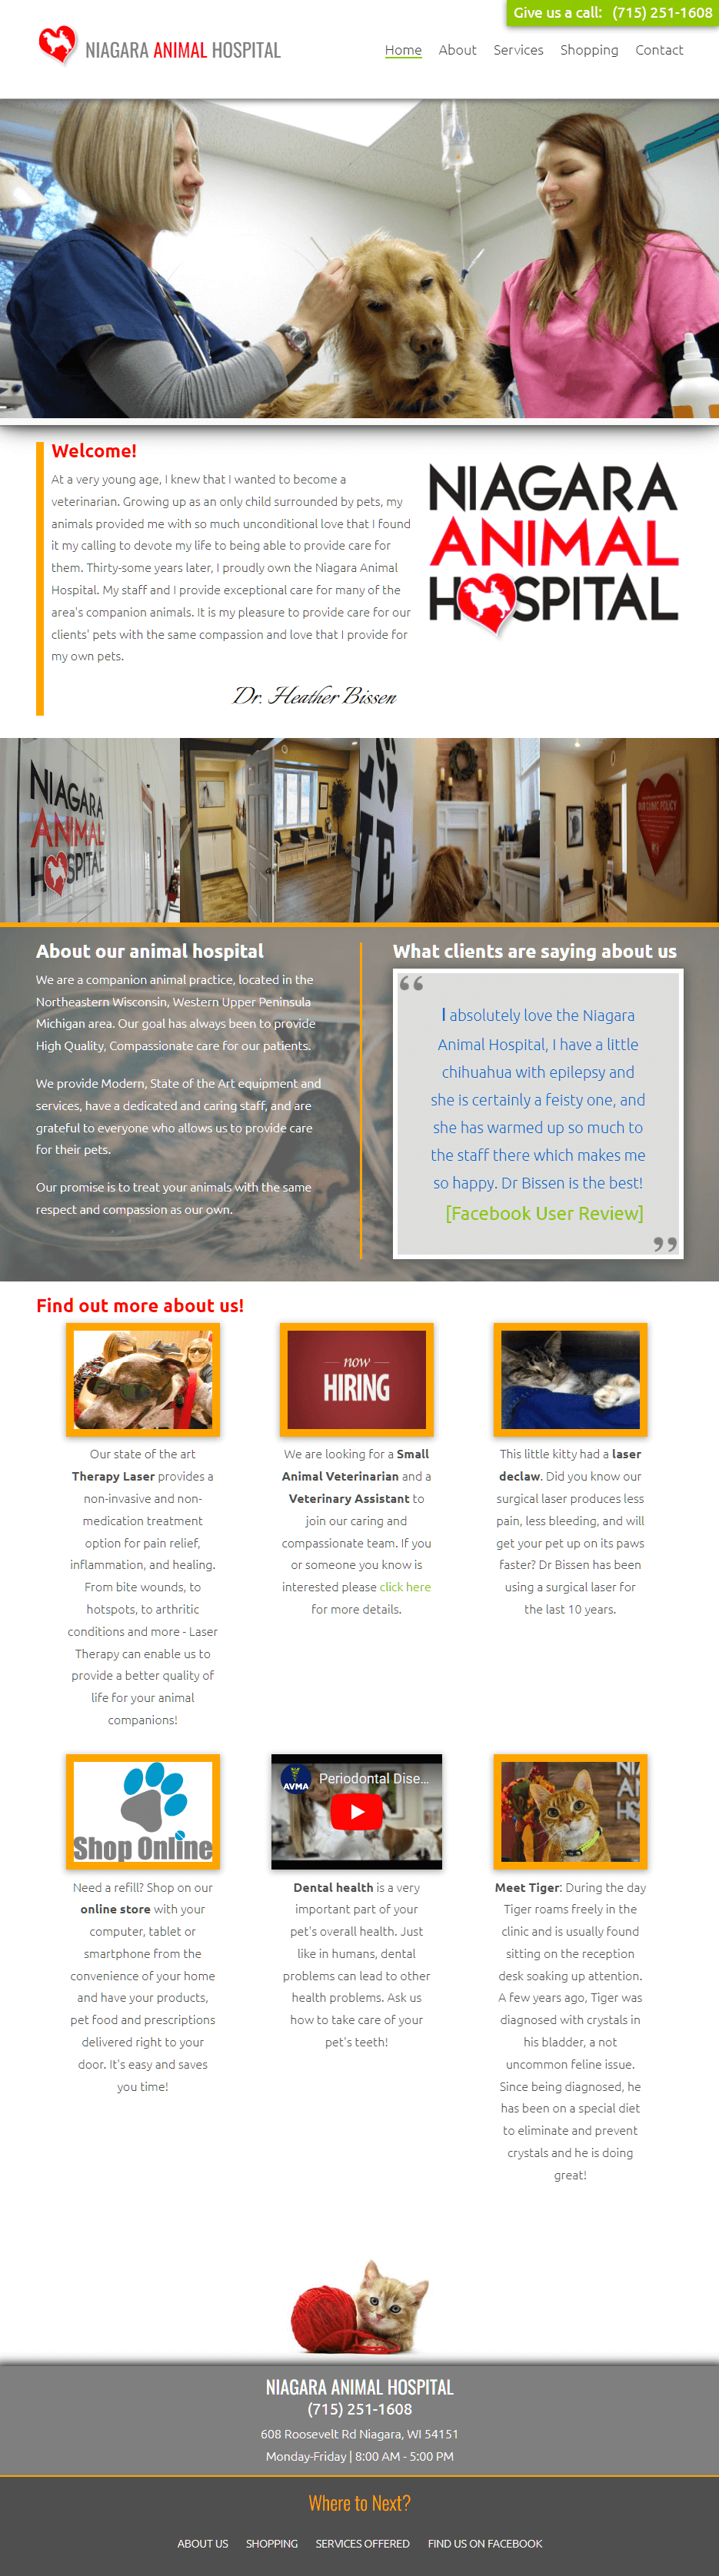 Give us a call: (715) 251-1608
NIAGARA ANIMAL HOSPITAL
Home About Services Shopping Contact
Welcome!
At a very young age, I knew that I wanted to become a
veterinarian. Growing up as an only child surrounded by pets, my
animals provided me with so much unconditional love that I found
it my calling to devote my life to being able to provide care for
them. Thirty-some years later, I proudly own the Niagara Animal
Hospital. My staff and I provide exceptional care for many of the
area's companion animals. It is my pleasure to provide care for our
clients' pets with the same compassion and love that I provide for
my own pets.
Dr. Heather Bissen
NIAGARA
ANIMAL
HOSPITAL
NIAGARA
ANIMAL
HOSPITAL
OUR CLINIC POLICY
About our animal hospital
We are a companion animal practice, located in the
Northeastern Wisconsin, Western Upper Peninsula
Michigan area. Our goal has always been to provide
High Quality, Compassionate care for our patients.
We provide Modern, State of the Art equipment and
services, have a dedicated and caring staff, and are
grateful to everyone who allows us to provide care
for their pets.
Our promise is to treat your animals with the same
respect and compassion as our own.
What clients are saying about us
“
I absolutely love the Niagara
Animal Hospital, I have a little
chihuahua with epilepsy and
she is certainly a feisty one, and
she has warmed up so much to
the staff there which makes me
so happy. Dr Bissen is the best!
[Facebook User Review]
”
Find out more about us!
Our state of the art
Therapy Laser provides a
non-invasive and non-
medication treatment
option for pain relief,
inflammation, and healing.
From bite wounds, to
hotspots, to arthritic
conditions and more - Laser
Therapy can enable us to
provide a better quality of
life for your animal
companions!
now
HIRING
We are looking for a Small
Animal Veterinarian and a
Veterinary Assistant to
join our caring and
compassionate team. If you
or someone you know is
interested please click here
for more details.
This little kitty had a laser
declaw. Did you know our
surgical laser produces less
pain, less bleeding, and will
get your pet up on its paws
faster? Dr Bissen has been
using a surgical laser for
the last 10 years.
Shop Online
Need a refill? Shop on our
online store with your
computer, tablet or
smartphone from the
convenience of your home
and have your products,
pet food and prescriptions
delivered right to your
door. It's easy and saves
you time!
AVMA
Periodontal Dise...
Dental health is a very
important part of your
pet's overall health. Just
like in humans, dental
problems can lead to other
health problems. Ask us
how to take care of your
pet's teeth!
Meet Tiger: During the day
Tiger roams freely in the
clinic and is usually found
sitting on the reception
desk soaking up attention.
A few years ago, Tiger was
diagnosed with crystals in
his bladder, a not
uncommon feline issue.
Since being diagnosed, he
has been on a special diet
to eliminate and prevent
crystals and he is doing
great!
NIAGARA ANIMAL HOSPITAL
(715) 251-1608
608 Roosevelt Rd Niagara, WI 54151
Monday-Friday | 8:00 AM - 5:00 PM
Where to Next?
ABOUT US SHOPPING SERVICES OFFERED FIND US ON FACEBOOK